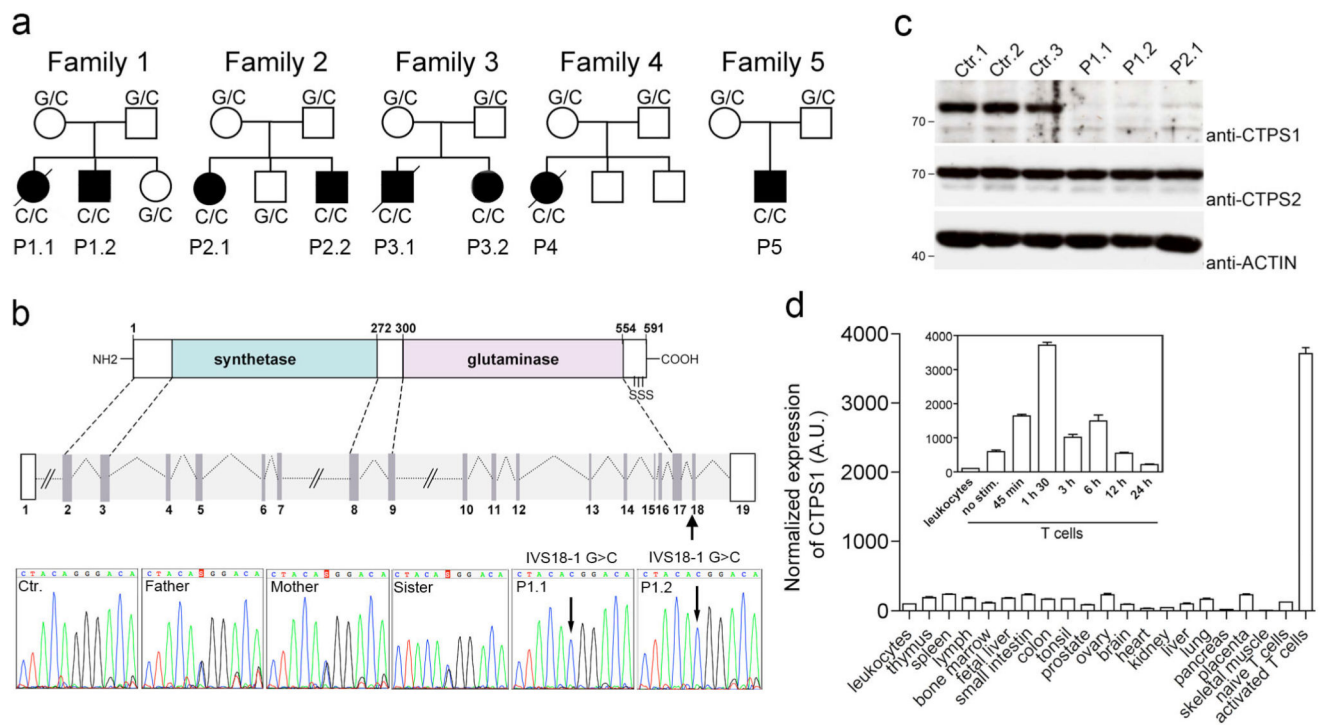 a
Family 1 Family 2 Family 3 Family 4 Family 5
G/C G/C G/C G/C G/C G/C G/C G/C G/C G/C
C/C C/C G/C C/C G/C C/C C/C C/C C/C C/C
P1.1 P1.2 P2.1 P2.2 P3.1 P3.2 P4 P5
b
1 272 300 554 591
NH2 synthetase glutaminase COOH
SSS
1 2 3 4 5 6 7 8 9 10 11 12 13 14 15 16 17 18 19
IVS18-1 G>C IVS18-1 G>C
C T A C A G G G A C A
Ctr.
C T A C A S G G A C A
Father
C T A C A S G G A C A
Mother
C T A C A S G G A C A
Sister
C T A C A C G G A C A
P1.1
C T A C A C G G A C A
P1.2
c
Ctr.1 Ctr.2 Ctr.3 P1.1 P1.2 P2.1
70
anti-CTPS1
70
anti-CTPS2
40
anti-ACTIN
d
Normalized expression
of CTPS1 (A.U.)
4000
3000
2000
1000
0
4000
3000
2000
1000
0
leukocytes no stim. 45 min 1 h 30 3 h 6 h 12 h 24 h
T cells
leukocytes thymus spleen lymph bone marrow fetal liver small intestin colon tonsil prostate ovary brain heart kidney liver lung pancreas placenta skeletal muscle naive T cells activated T cells